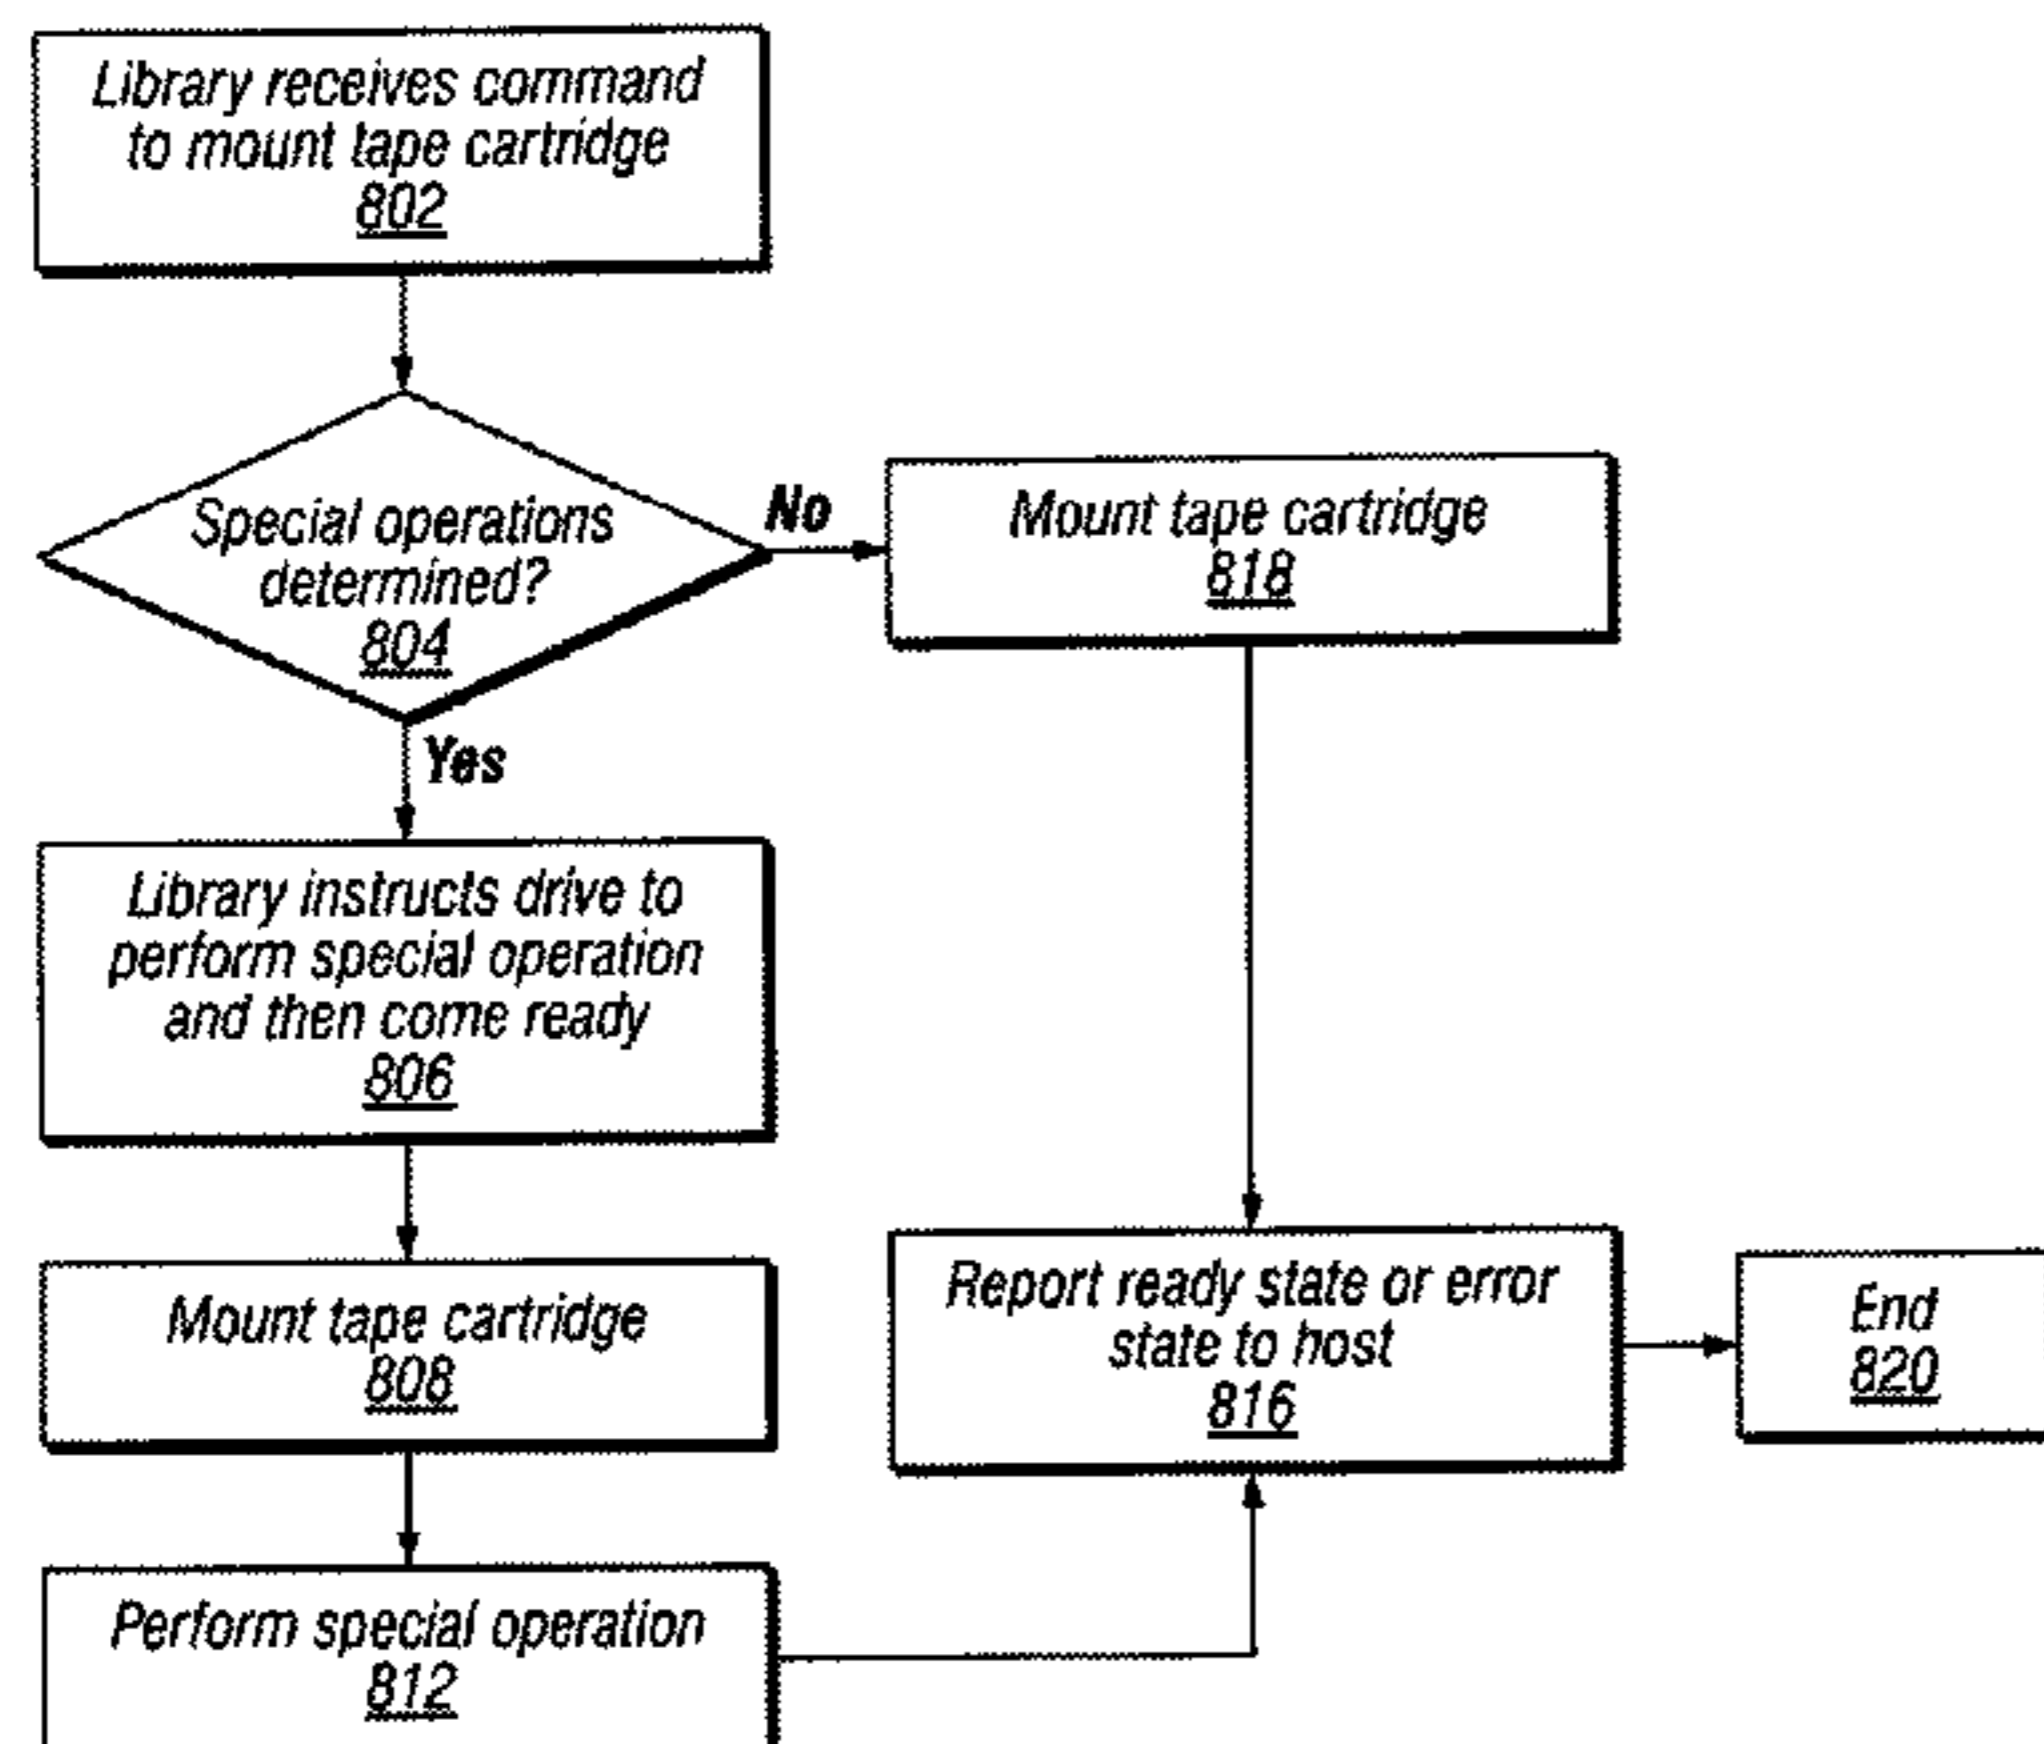 Library receives command
to mount tape cartridge
802
Special operations
determined?
804
No
Mount tape cartridge
818
Yes
Library instructs drive to
perform special operation
and then come ready
806
Mount tape cartridge
808
Report ready state or error
state to host
816
End
820
Perform special operation
812